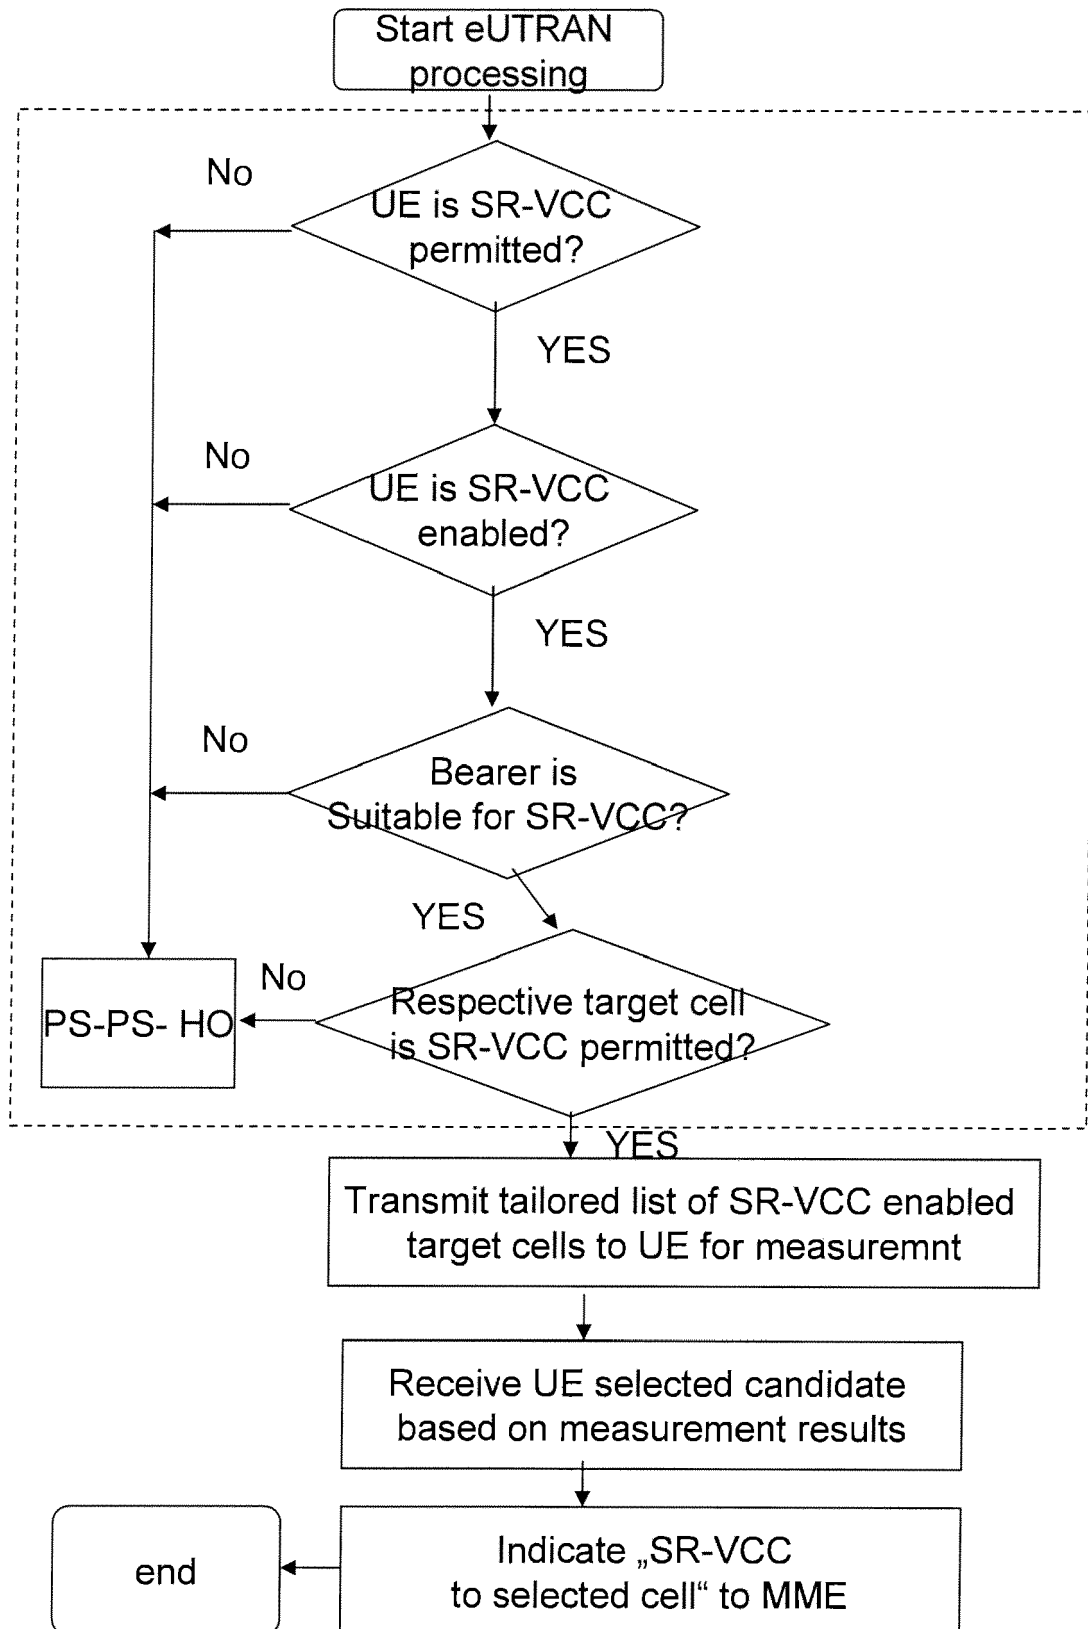 Start eUTRAN
processing
No
UE is SR-VCC
permitted?
YES
No
UE is SR-VCC
enabled?
YES
No
Bearer is
Suitable for SR-VCC?
YES
No
PS-PS- HO
Respective target cell
is SR-VCC permitted?
YES
Transmit tailored list of SR-VCC enabled
target cells to UE for measuremnt
Receive UE selected candidate
based on measurement results
Indicate „SR-VCC
to selected cell“ to MME
end